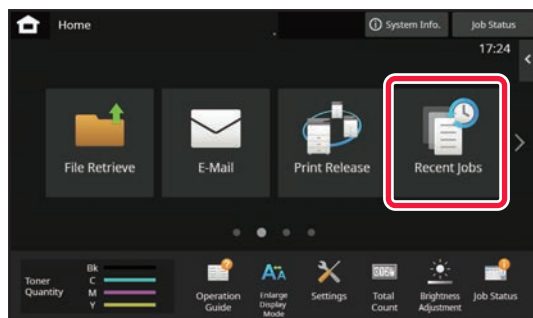 Home
System Info.
Job Status
17:24
File Retrieve
E-Mail
Print Release
Recent Jobs
Toner
Quantity
Bk
C
M
Y
Operation
Guide
Enlarge
Display
Mode
Settings
Total
Count
Brightness
Adjustment
Job Status